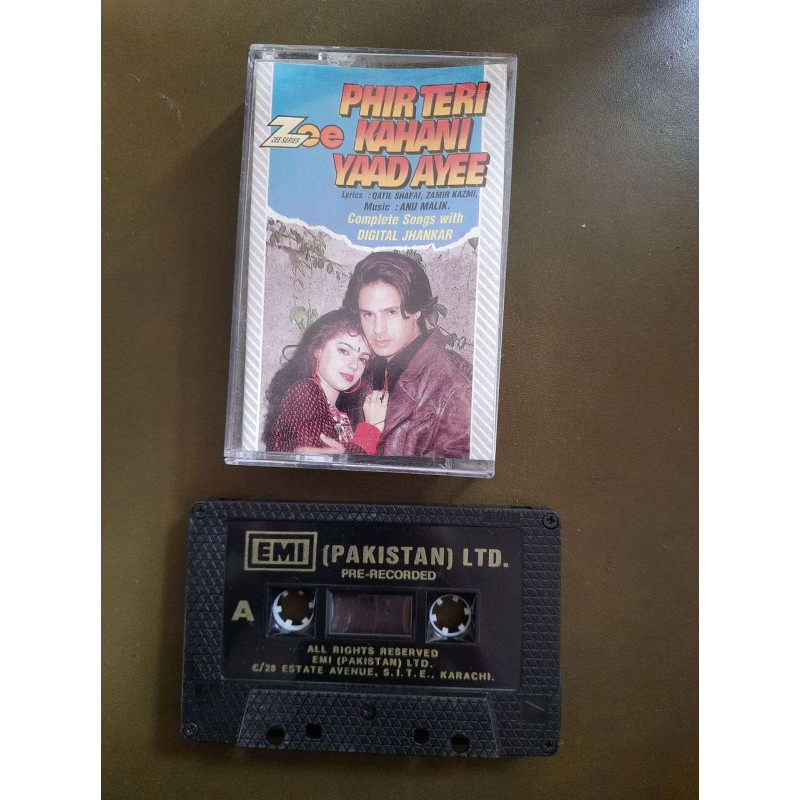 PHIR TERI
KAHANI
YAAD AYEE
Zee
ZEE SERIES
Lyrics : QATIL SHAFAI, ZAMIR KAZMI,
Music : ANU MALIK.
Complete Songs with
DIGITAL JHANKAR
EMI (PAKISTAN) LTD.
PRE-RECORDED
A
ALL RIGHTS RESERVED
EMI (PAKISTAN) LTD.
C/28 ESTATE AVENUE, S.I.T.E., KARACHI.